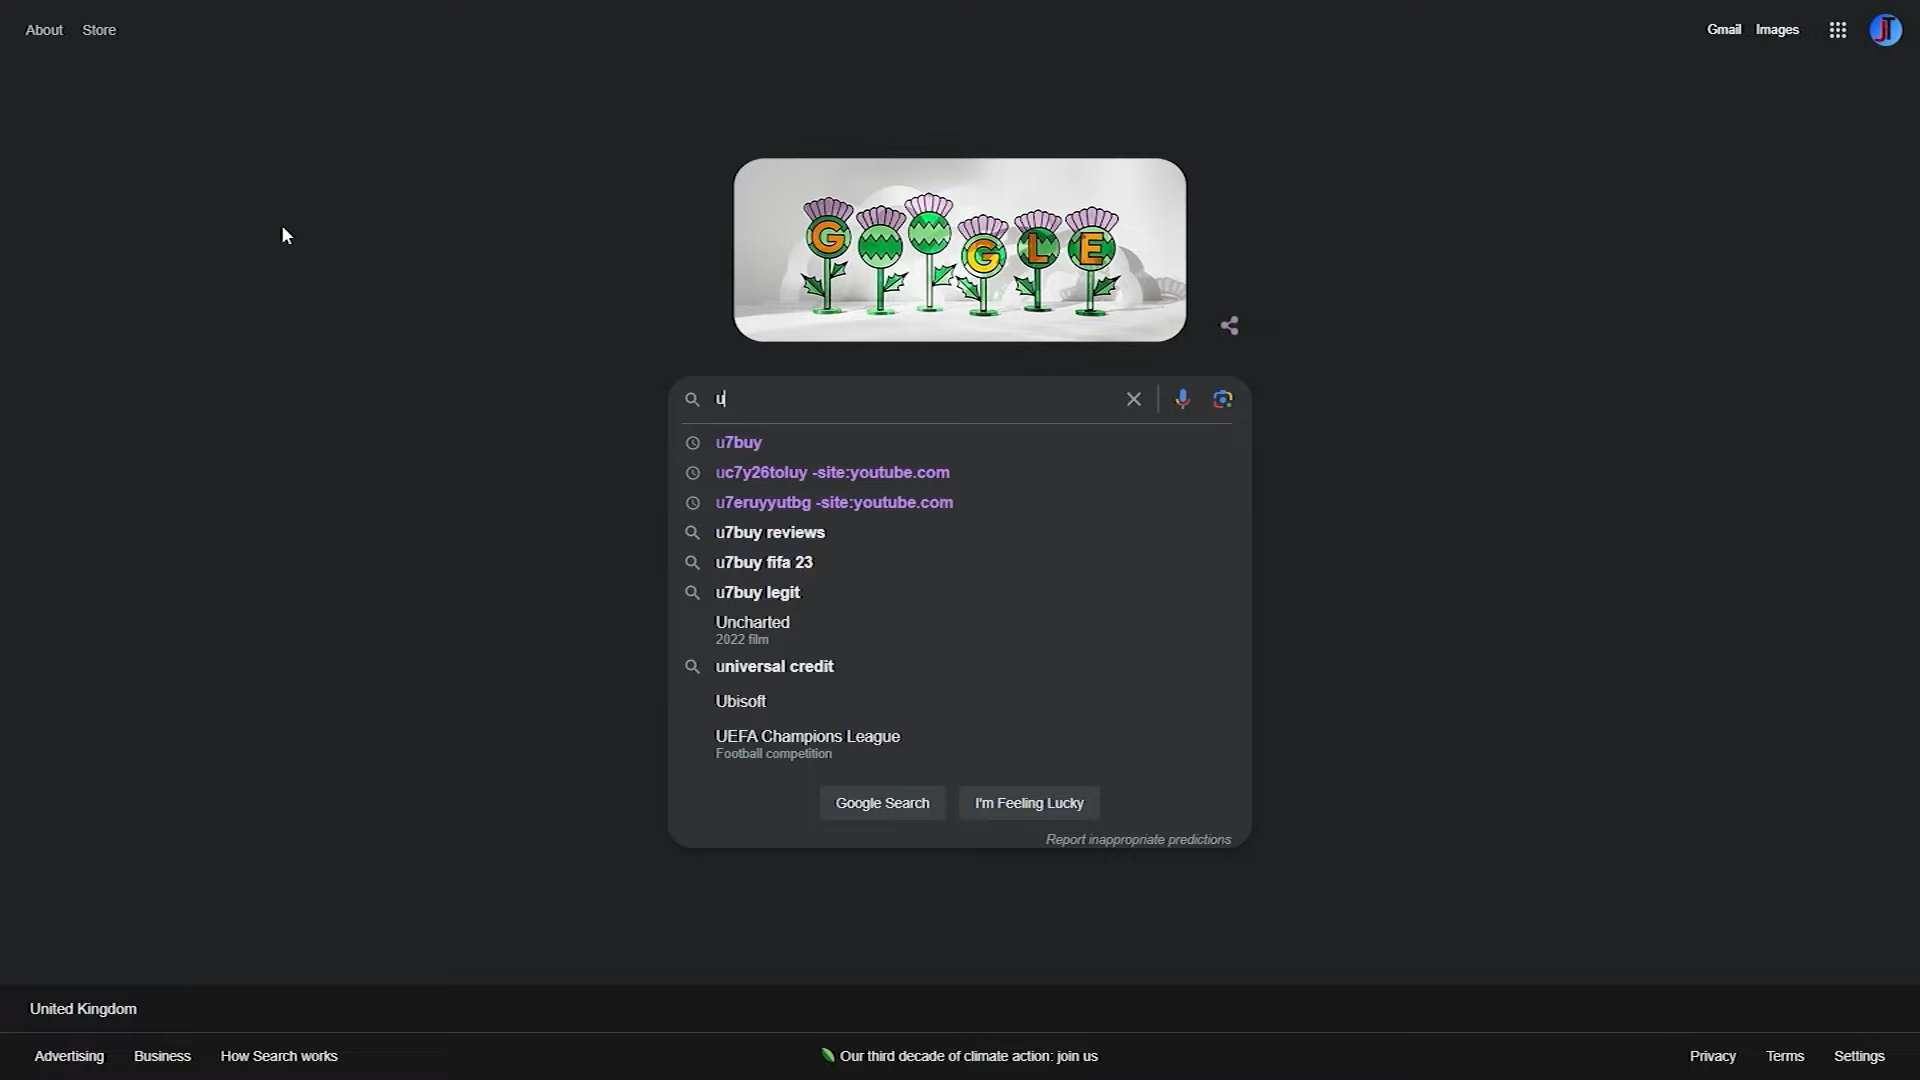 About Store
Gmail Images
JT
G GLE
u
u7buy
uc7y26toluy -site:youtube.com
u7eruyyutbg -site:youtube.com
u7buy reviews
u7buy fifa 23
u7buy legit
Uncharted
2022 film
universal credit
Ubisoft
UEFA Champions League
Football competition
Google Search I'm Feeling Lucky
Report inappropriate predictions
United Kingdom
Advertising Business How Search works Our third decade of climate action: join us Privacy Terms Settings